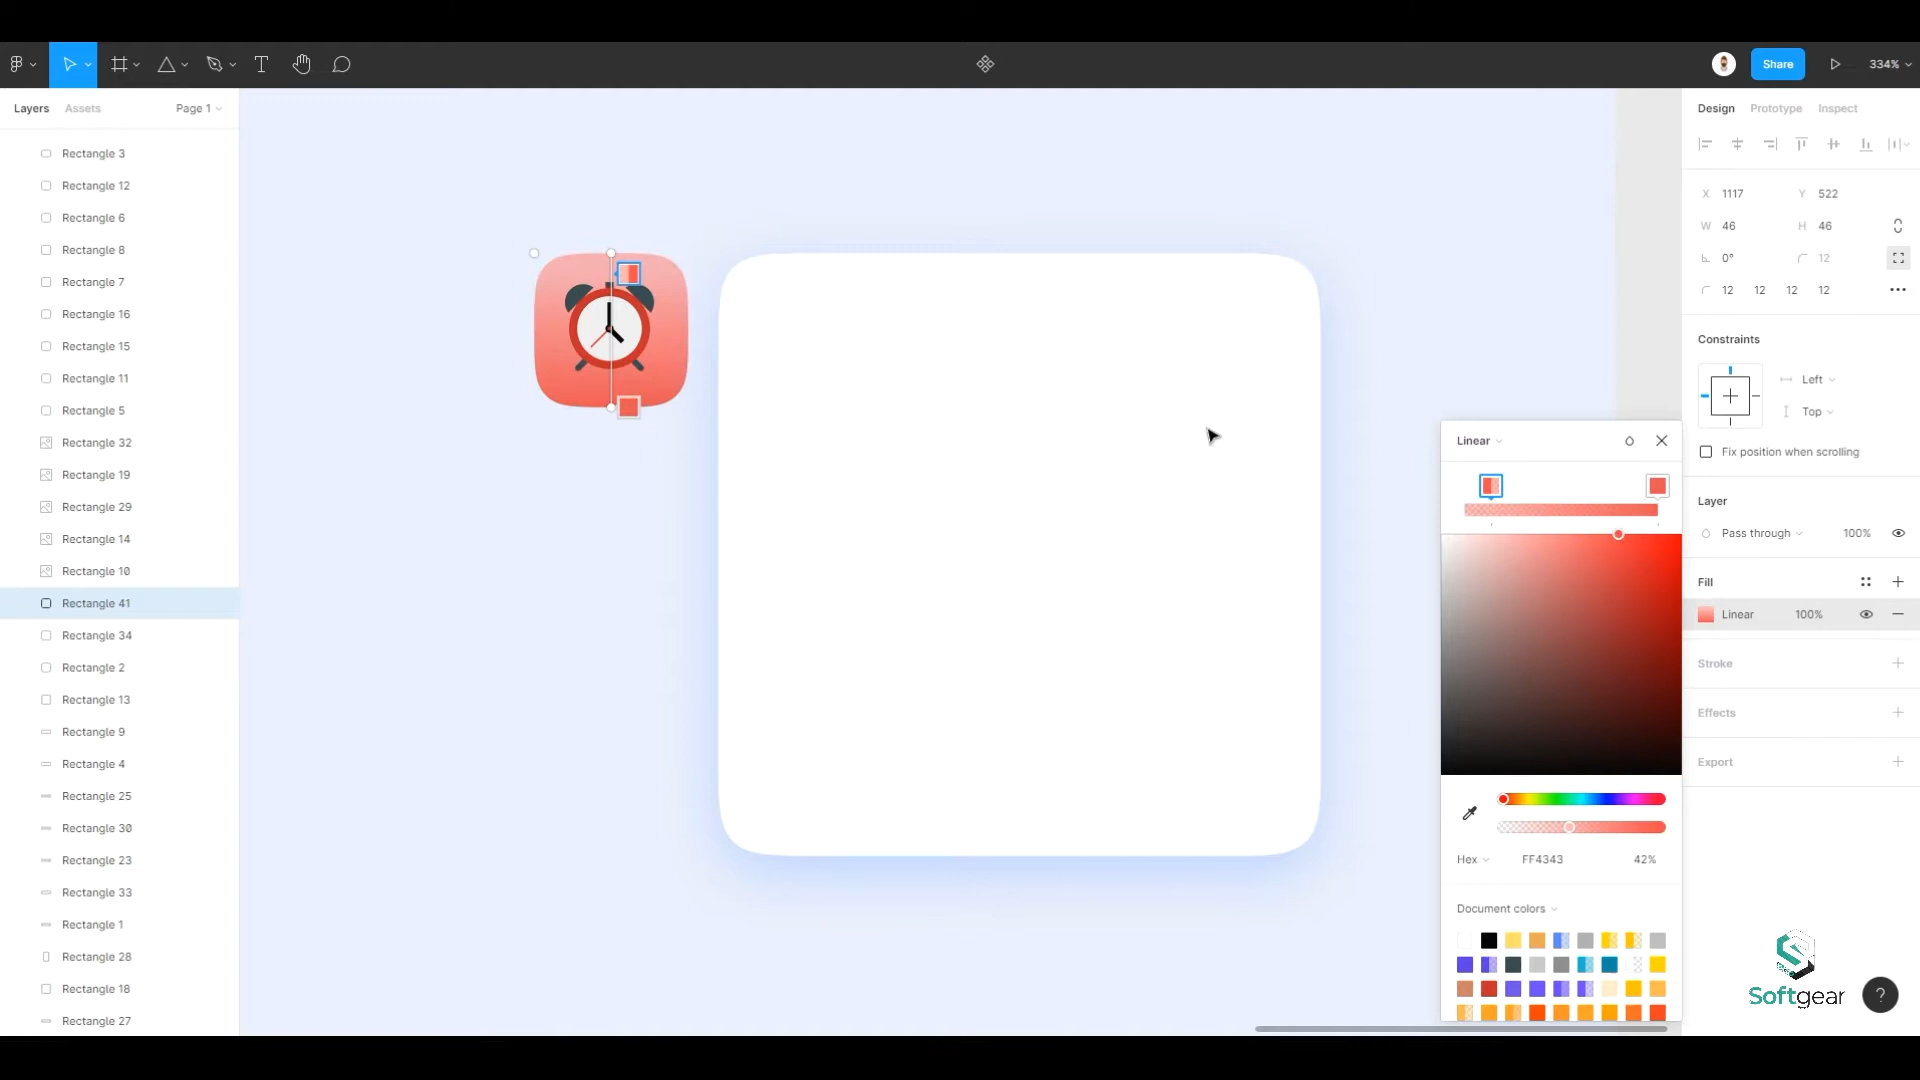 Share
334%
Layers
Assets
Page 1
Design
Prototype
Inspect
Rectangle 3
Rectangle 12
Rectangle 6
Rectangle 8
Rectangle 7
Rectangle 16
Rectangle 15
Rectangle 11
Rectangle 5
Rectangle 32
Rectangle 19
Rectangle 29
Rectangle 14
Rectangle 10
Rectangle 41
Rectangle 34
Rectangle 2
Rectangle 13
Rectangle 9
Rectangle 4
Rectangle 25
Rectangle 30
Rectangle 23
Rectangle 33
Rectangle 1
Rectangle 28
Rectangle 18
Rectangle 27
Linear
Hex FF4343 42%
Document colors
X 1117 Y 522
W 46 H 46
0° 12
12 12 12 12
Constraints
Left
Top
Fix position when scrolling
Layer
Pass through 100%
Fill
Linear 100%
Stroke
Effects
Export
Softgear
?